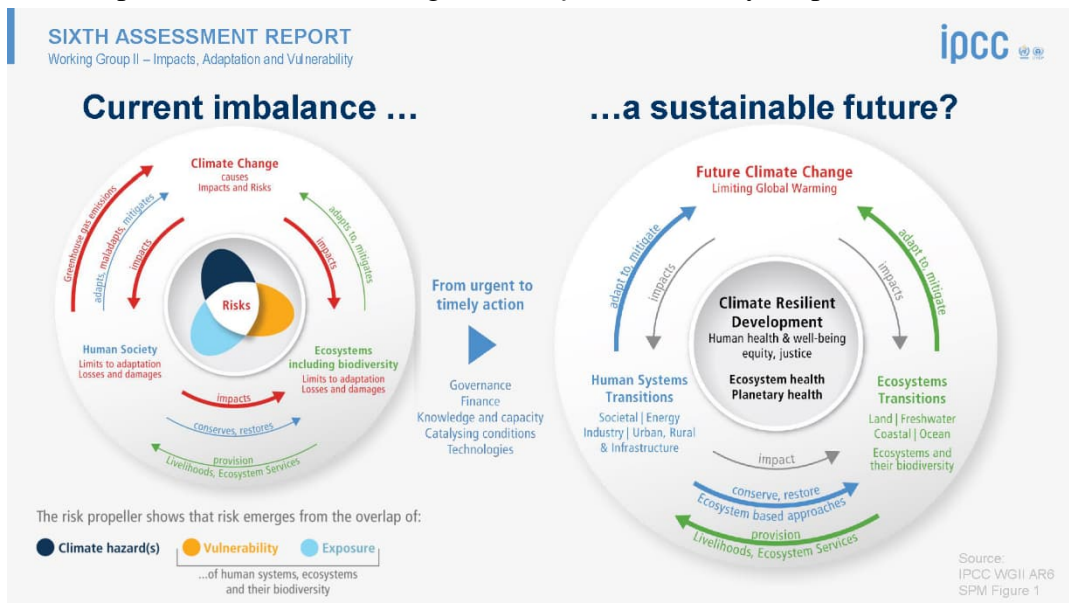 SIXTH ASSESSMENT REPORT
Working Group II – Impacts, Adaptation and Vulnerability
ipcc
Current imbalance ...
...a sustainable future?
Climate Change
causes
Impacts and Risks
Greenhouse gas emissions
adapts, maladapts, mitigates
impacts
impacts
adapts to, mitigates
Risks
Human Society
Limits to adaptation
Losses and damages
Ecosystems
including biodiversity
Limits to adaptation
Losses and damages
impacts
conserves, restores
provision
Livelihoods, Ecosystem Services
From urgent to
timely action
Governance
Finance
Knowledge and capacity
Catalysing conditions
Technologies
Future Climate Change
Limiting Global Warming
adapt to, mitigate
impacts
impacts
adapt to, mitigate
Climate Resilient
Development
Human health & well-being
equity, justice
Ecosystem health
Planetary health
Human Systems
Transitions
Societal | Energy
Industry | Urban, Rural
& Infrastructure
Ecosystems
Transitions
Land | Freshwater
Coastal | Ocean
Ecosystems and
their biodiversity
impact
conserve, restore
Ecosystem based approaches
provision
Livelihoods, Ecosystem Services
The risk propeller shows that risk emerges from the overlap of:
Climate hazard(s) Vulnerability Exposure
...of human systems, ecosystems
and their biodiversity
Source:
IPCC WGII AR6
SPM Figure 1